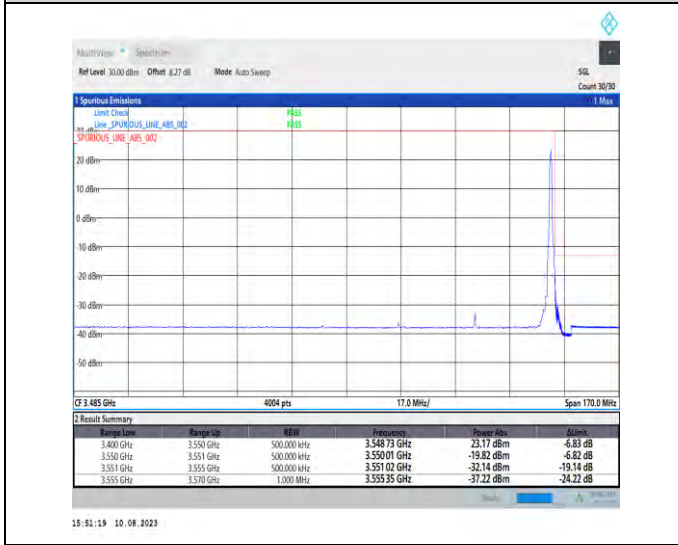 MultiView Spectrum
Ref Level 30.00 dBm Offset 8.27 dB Mode Auto Sweep SGL
Count 30/30
1 Spurious Emissions 1 Max
Limit Check PASS
Line _SPURIOUS_LINE_ABS_002 PASS
_SPURIOUS_LINE_ABS_002
20 dBm
10 dBm
0 dBm
-10 dBm
-20 dBm
-30 dBm
-40 dBm
-50 dBm
CF 3.485 GHz 4004 pts 17.0 MHz/ Span 170.0 MHz
2 Result Summary
Range Low Range Up RBW Frequency Power Abs ΔLimit
3.400 GHz 3.550 GHz 500.000 kHz 3.548 73 GHz 23.17 dBm -6.83 dB
3.550 GHz 3.551 GHz 500.000 kHz 3.550 01 GHz -19.82 dBm -6.82 dB
3.551 GHz 3.555 GHz 500.000 kHz 3.551 02 GHz -32.14 dBm -19.14 dB
3.555 GHz 3.570 GHz 1.000 MHz 3.555 35 GHz -37.22 dBm -24.22 dB
15:51:19 10.08.2023